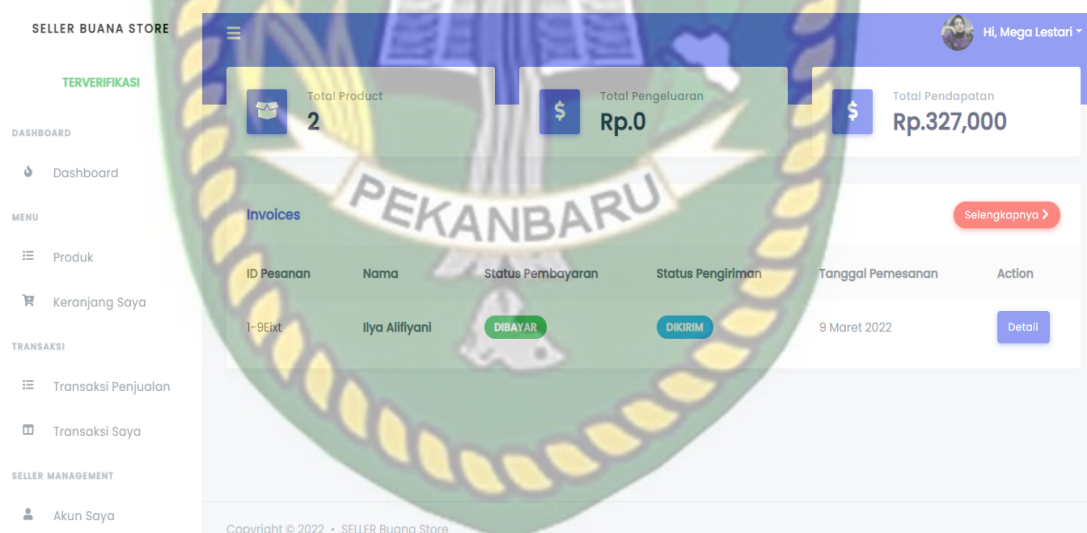 SELLER BUANA STORE
TERVERIFIKASI
DASHBOARD
Dashboard
MENU
Produk
Keranjang Saya
TRANSAKSI
Transaksi Penjualan
Transaksi Saya
SELLER MANAGEMENT
Akun Saya
Hi, Mega Lestari
Total Product
2
Total Pengeluaran
Rp.0
Total Pendapatan
Rp.327,000
PEKANBARU
Invoices
Selengkapnya
ID Pesanan Nama Status Pembayaran Status Pengiriman Tanggal Pemesanan Action
1-9Eixt Ilya Alifiyani DIBAYAR DIKIRIM 9 Maret 2022 Detail
Copyright © 2022 • SELLER Buana Store